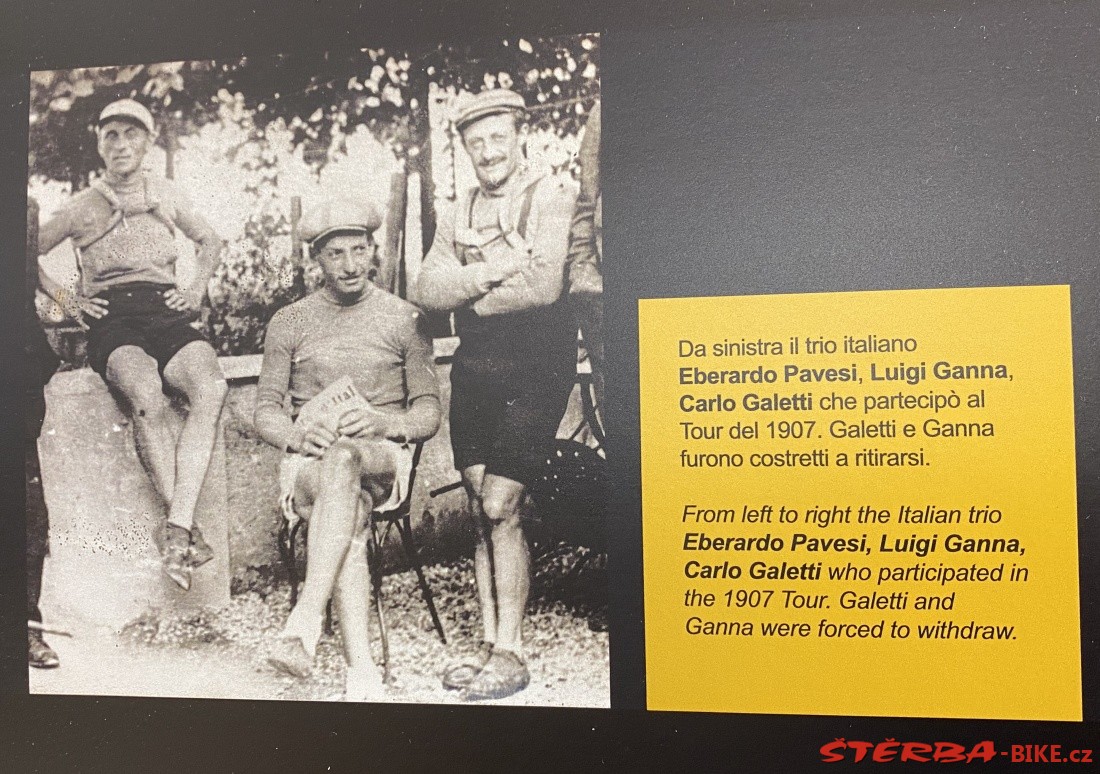 Da sinistra il trio italiano
Eberardo Pavesi, Luigi Ganna,
Carlo Galetti che partecipò al
Tour del 1907. Galetti e Ganna
furono costretti a ritirarsi.
From left to right the Italian trio
Eberardo Pavesi, Luigi Ganna,
Carlo Galetti who participated in
the 1907 Tour. Galetti and
Ganna were forced to withdraw.
ŠTĚRBA-BIKE.cz